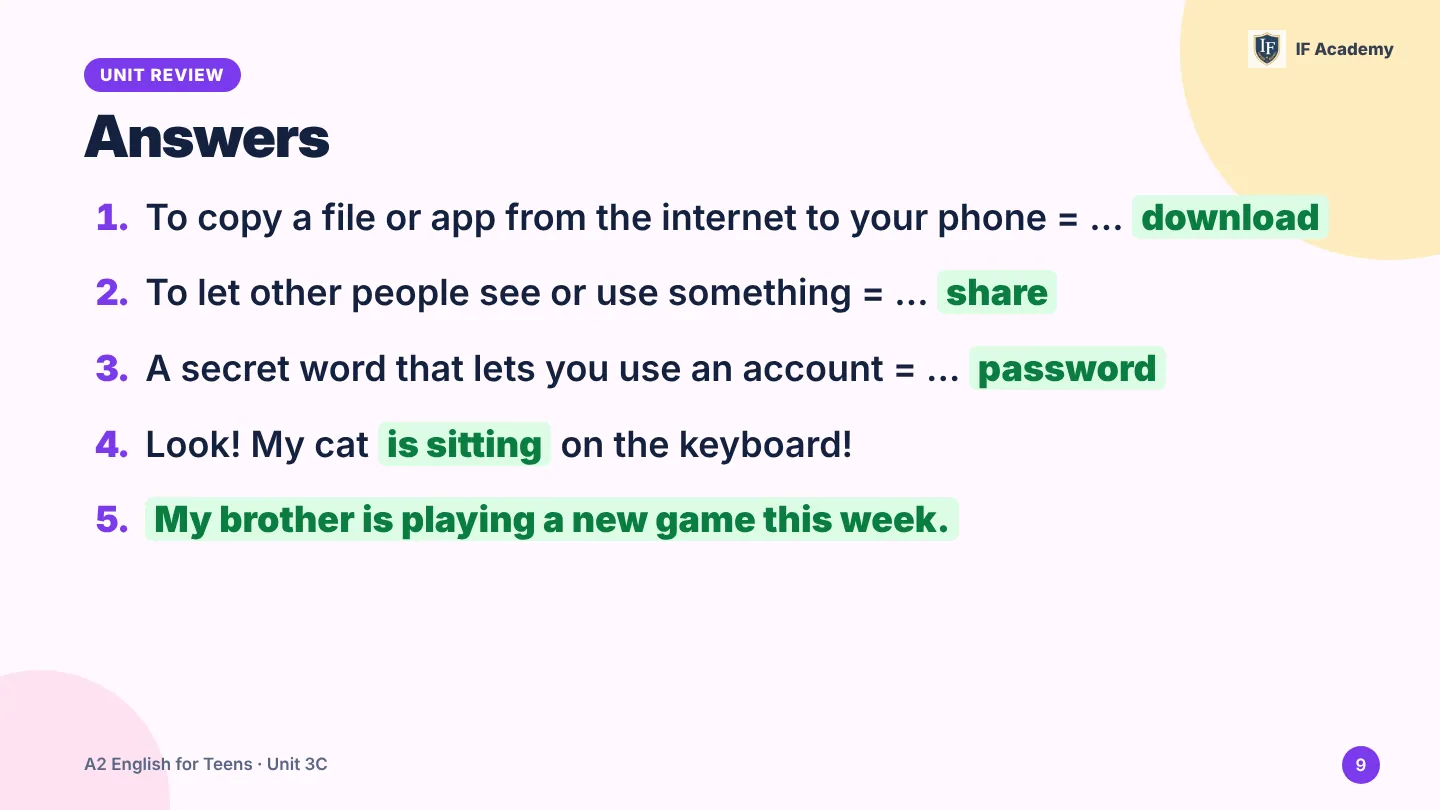 IF IF Academy
UNIT REVIEW
Answers
1. To copy a file or app from the internet to your phone = ... download
2. To let other people see or use something = ... share
3. A secret word that lets you use an account = ... password
4. Look! My cat is sitting on the keyboard!
5. My brother is playing a new game this week.
A2 English for Teens · Unit 3C
9